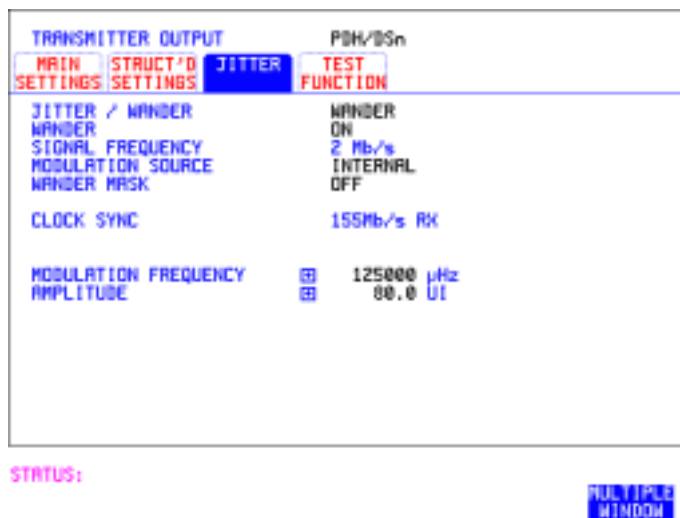 TRANSMITTER OUTPUT PDH/DSn
MAIN SETTINGS STRUCT'D SETTINGS JITTER TEST FUNCTION
JITTER / WANDER WANDER
WANDER ON
SIGNAL FREQUENCY 2 Mb/s
MODULATION SOURCE INTERNAL
WANDER MASK OFF
CLOCK SYNC 155Mb/s RX
MODULATION FREQUENCY 125000 µHz
AMPLITUDE 80.0 UI
STATUS:
MULTIPLE
WINDOW